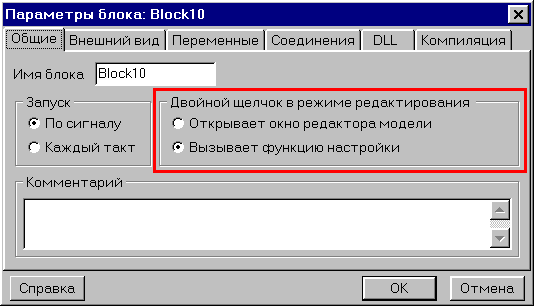 Параметры блока: Block10
Общие Внешний вид Переменные Соединения DLL Компиляция
Имя блока Block10
Запуск
По сигналу
Каждый такт
Двойной щелчок в режиме редактирования
Открывает окно редактора модели
Вызывает функцию настройки
Комментарий
Справка OK Отмена